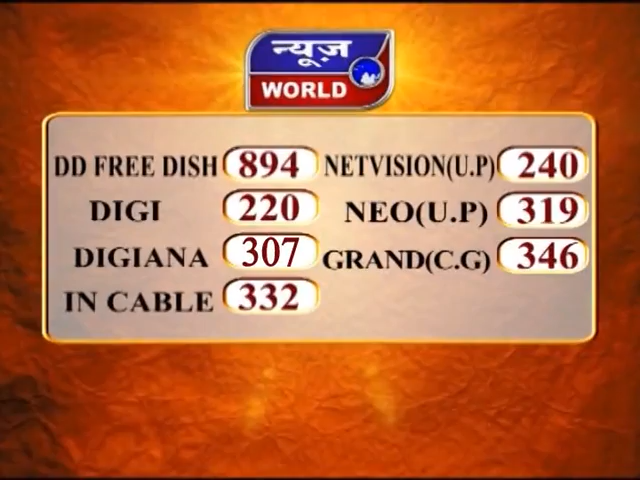 न्यूज़
WORLD
DD FREE DISH 894 NETVISION(U.P) 240
DIGI 220 NEO(U.P) 319
DIGIANA 307 GRAND(C.G) 346
IN CABLE 332